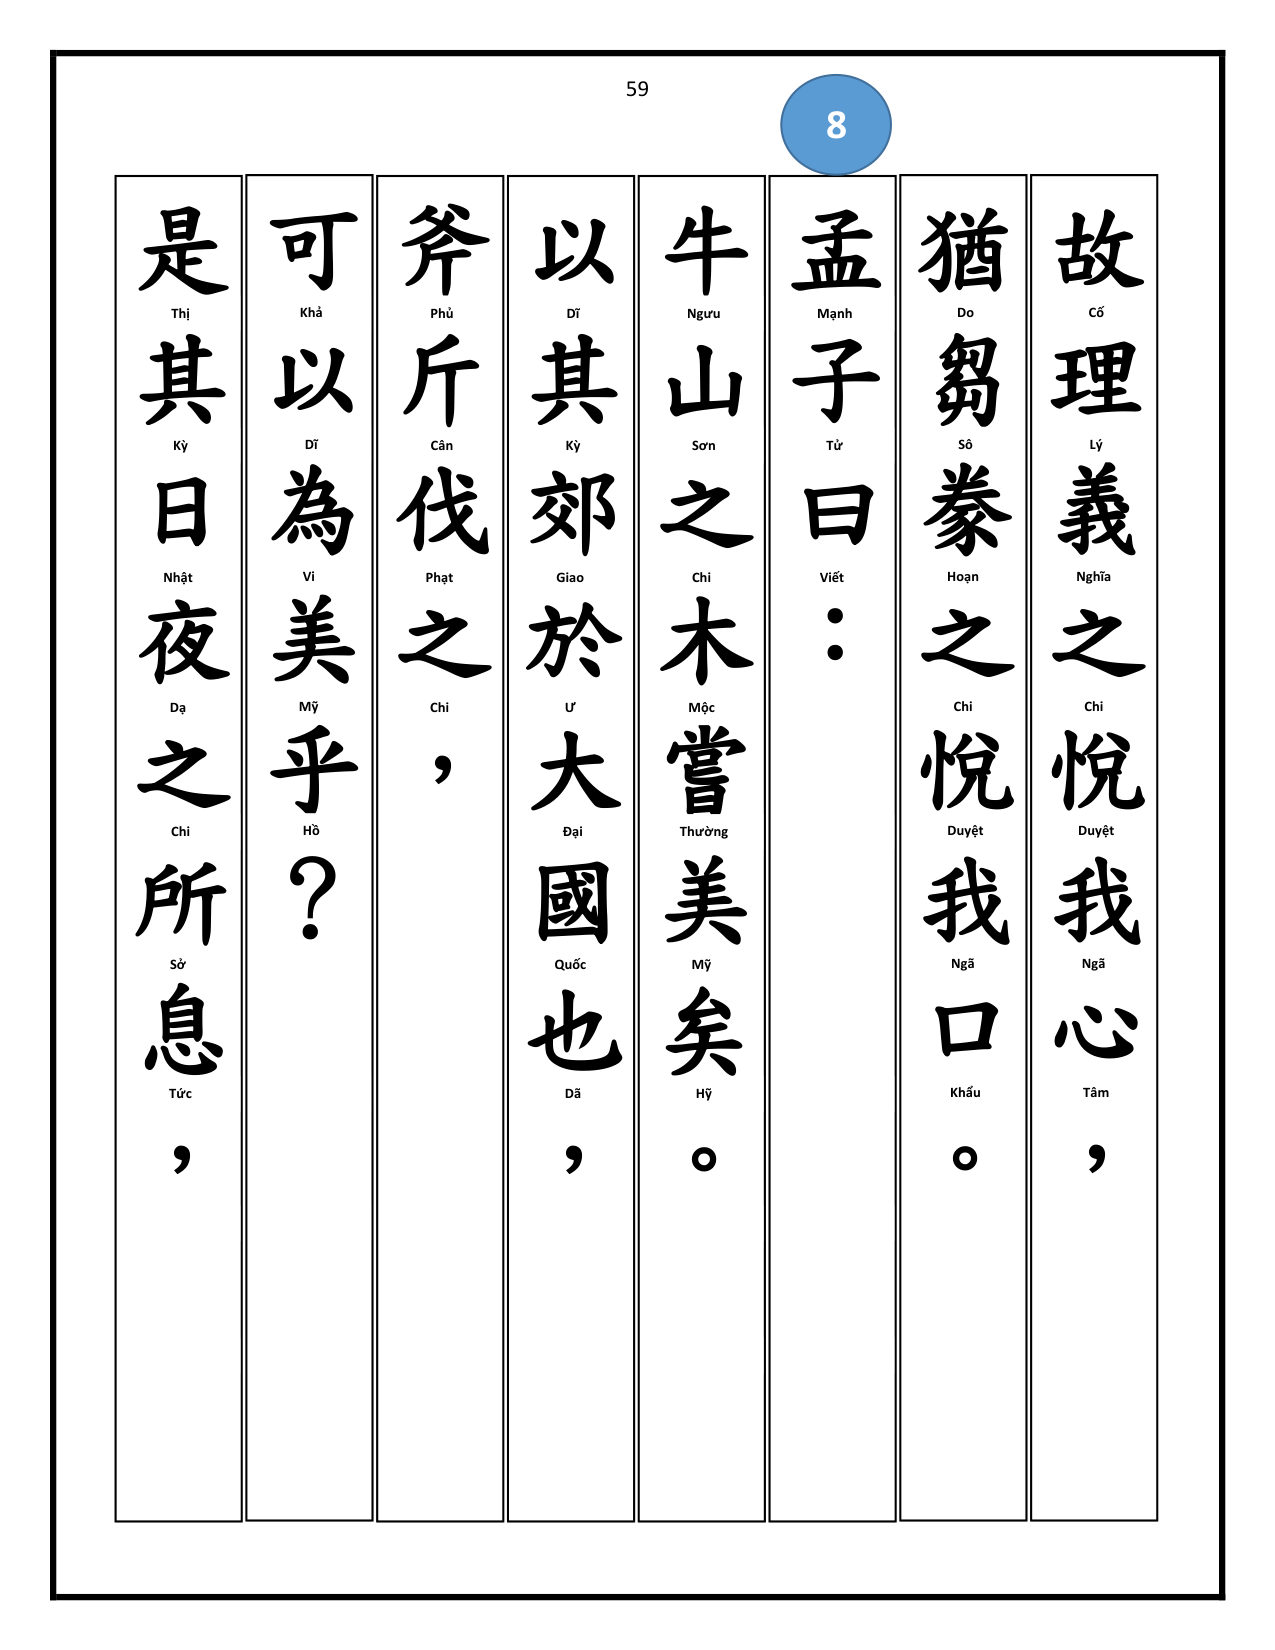 59
8
故理義之悅我心，
Cố Lý Nghĩa Chi Duyệt Ngã Tâm
猶芻豢之悅我口。
Do Sô Hoạn Chi Duyệt Ngã Khẩu
孟子曰：
Mạnh Tử Viết
牛山之木嘗美矣。
Ngưu Sơn Chi Mộc Thường Mỹ Hỹ
以其郊於大國也，
Dĩ Kỳ Giao Ư Đại Quốc Dã
斧斤伐之，
Phủ Cân Phạt Chi
可以為美乎？
Khả Dĩ Vi Mỹ Hồ
是其日夜之所息，
Thị Kỳ Nhật Dạ Chi Sở Tức